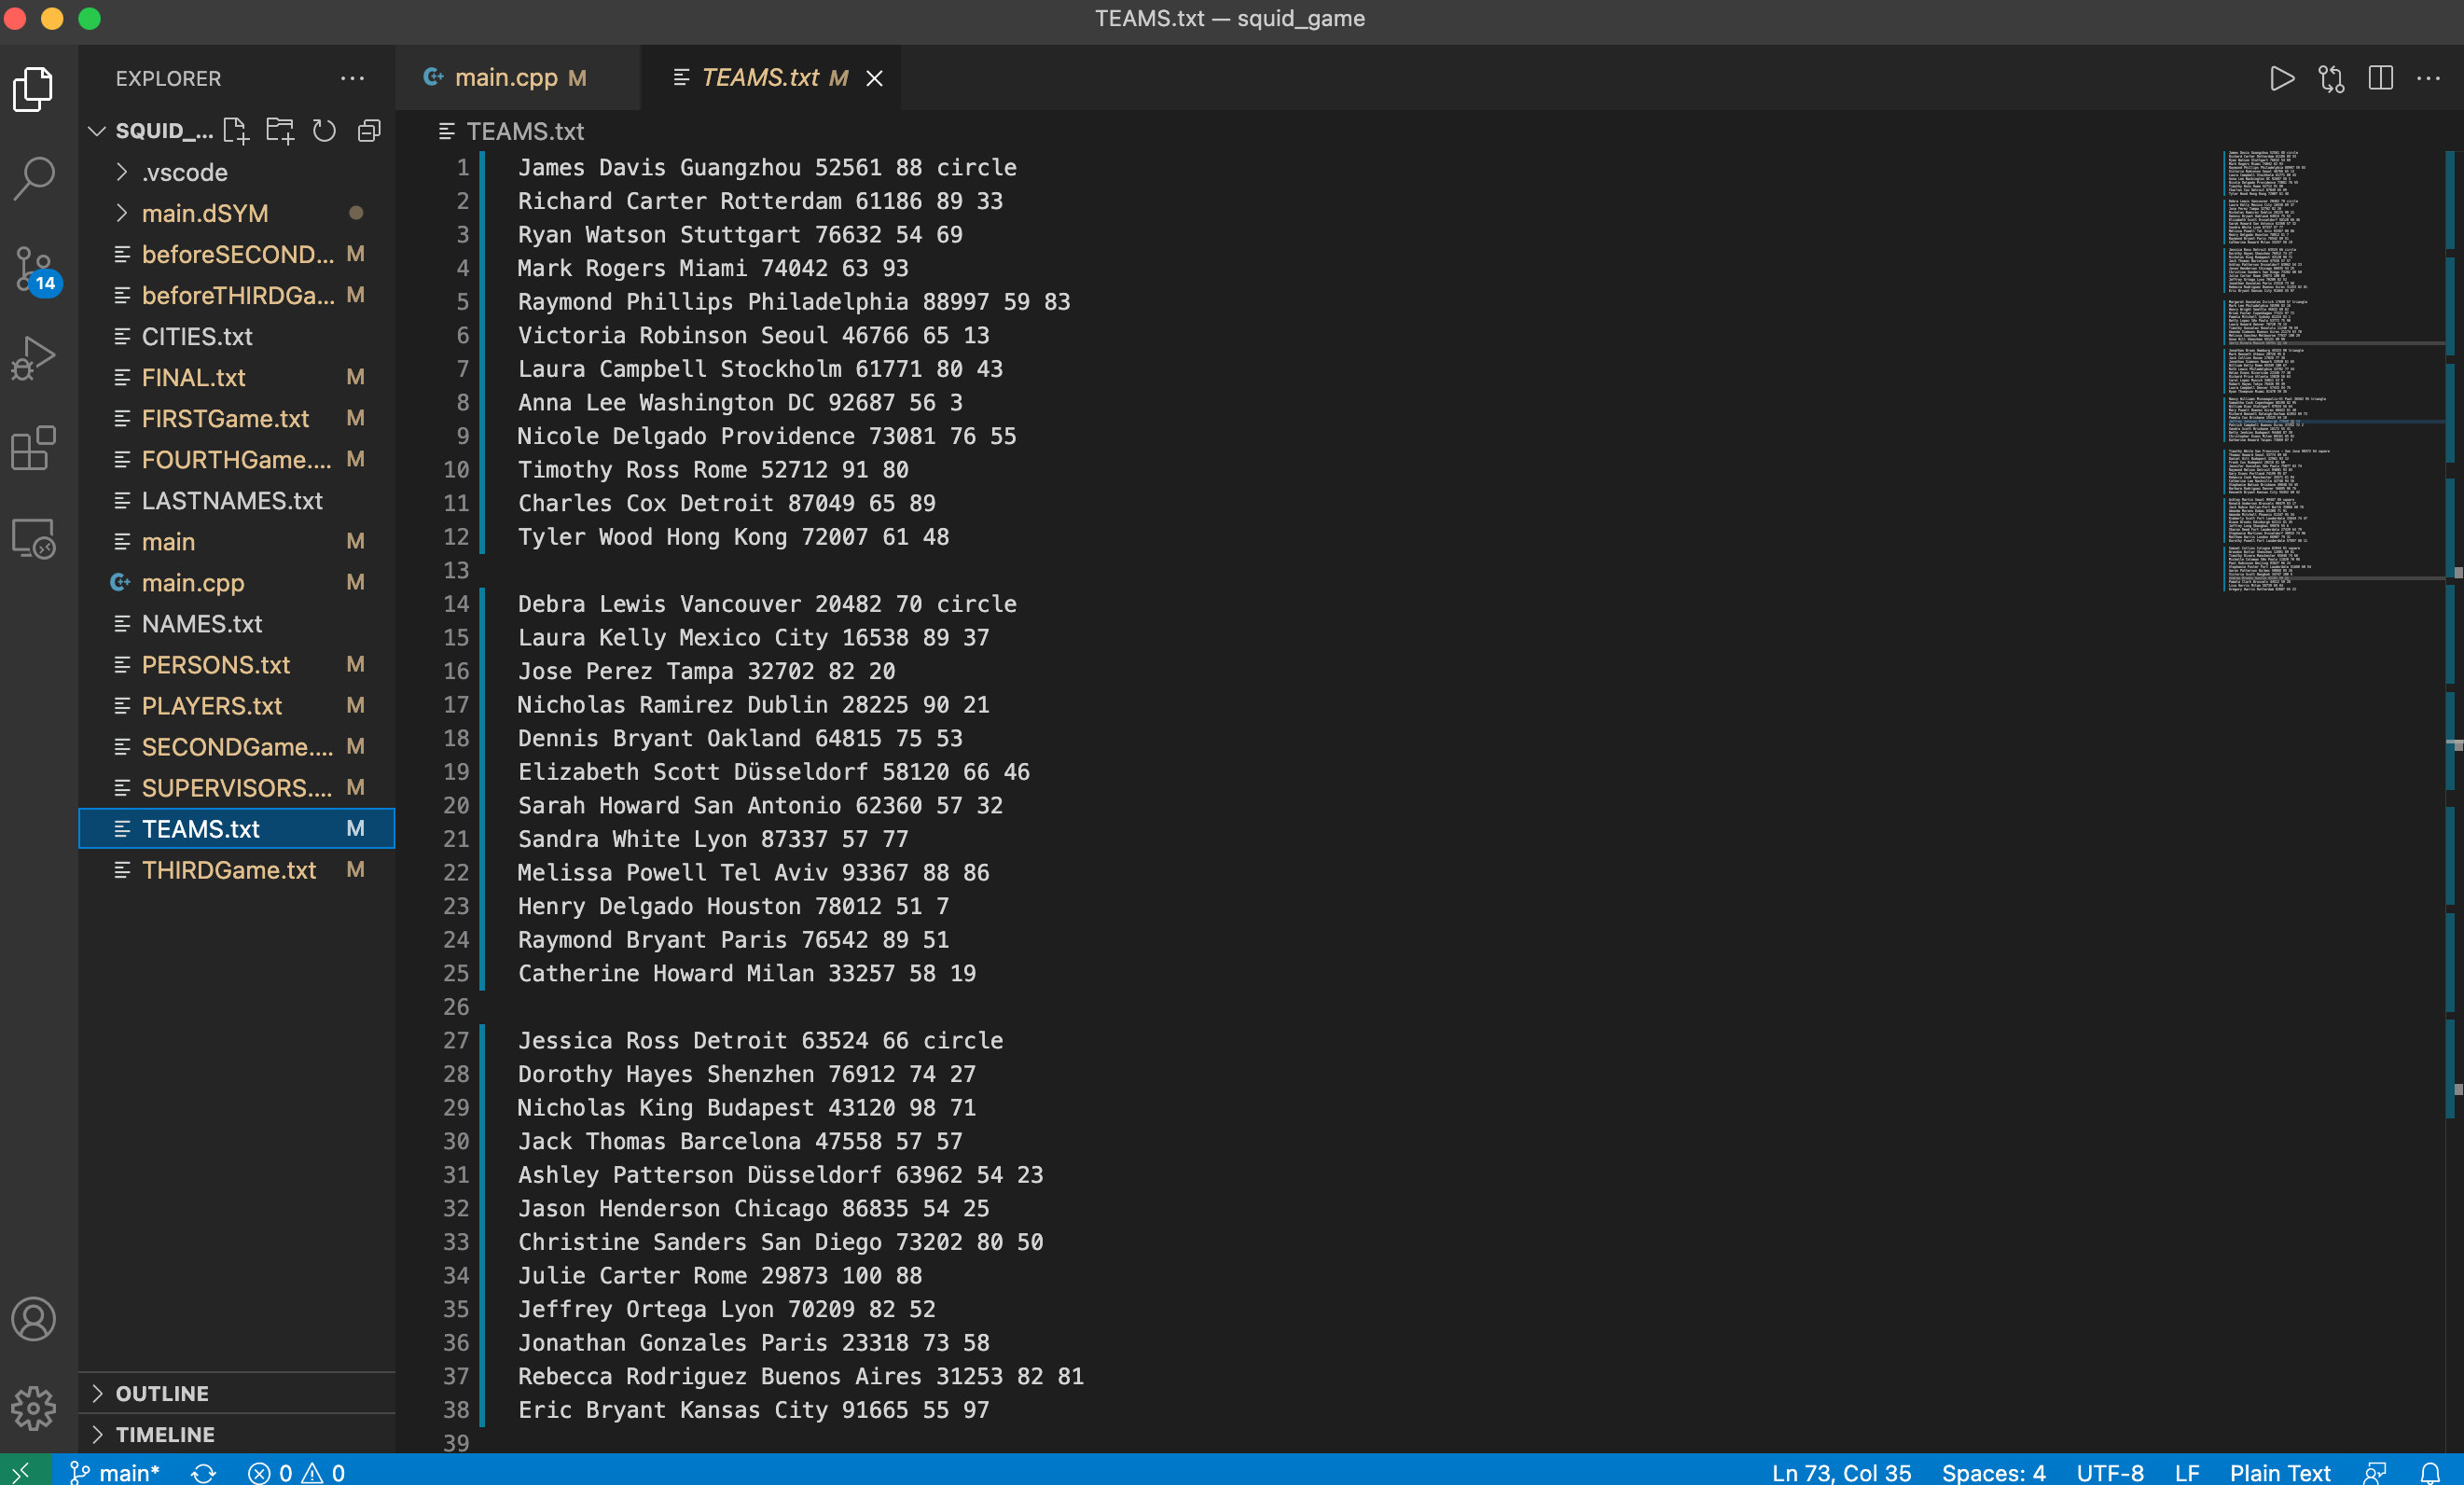 TEAMS.txt — squid_game
EXPLORER
SQUID_...
.vscode
main.dSYM
beforeSECOND... M
beforeTHIRDGa... M
CITIES.txt
FINAL.txt M
FIRSTGame.txt M
FOURTHGame.... M
LASTNAMES.txt
main M
main.cpp M
NAMES.txt
PERSONS.txt M
PLAYERS.txt M
SECONDGame.... M
SUPERVISORS.... M
TEAMS.txt M
THIRDGame.txt M
OUTLINE
TIMELINE
14
main.cpp M
TEAMS.txt M
TEAMS.txt
1 James Davis Guangzhou 52561 88 circle
2 Richard Carter Rotterdam 61186 89 33
3 Ryan Watson Stuttgart 76632 54 69
4 Mark Rogers Miami 74042 63 93
5 Raymond Phillips Philadelphia 88997 59 83
6 Victoria Robinson Seoul 46766 65 13
7 Laura Campbell Stockholm 61771 80 43
8 Anna Lee Washington DC 92687 56 3
9 Nicole Delgado Providence 73081 76 55
10 Timothy Ross Rome 52712 91 80
11 Charles Cox Detroit 87049 65 89
12 Tyler Wood Hong Kong 72007 61 48
13
14 Debra Lewis Vancouver 20482 70 circle
15 Laura Kelly Mexico City 16538 89 37
16 Jose Perez Tampa 32702 82 20
17 Nicholas Ramirez Dublin 28225 90 21
18 Dennis Bryant Oakland 64815 75 53
19 Elizabeth Scott Düsseldorf 58120 66 46
20 Sarah Howard San Antonio 62360 57 32
21 Sandra White Lyon 87337 57 77
22 Melissa Powell Tel Aviv 93367 88 86
23 Henry Delgado Houston 78012 51 7
24 Raymond Bryant Paris 76542 89 51
25 Catherine Howard Milan 33257 58 19
26
27 Jessica Ross Detroit 63524 66 circle
28 Dorothy Hayes Shenzhen 76912 74 27
29 Nicholas King Budapest 43120 98 71
30 Jack Thomas Barcelona 47558 57 57
31 Ashley Patterson Düsseldorf 63962 54 23
32 Jason Henderson Chicago 86835 54 25
33 Christine Sanders San Diego 73202 80 50
34 Julie Carter Rome 29873 100 88
35 Jeffrey Ortega Lyon 70209 82 52
36 Jonathan Gonzales Paris 23318 73 58
37 Rebecca Rodriguez Buenos Aires 31253 82 81
38 Eric Bryant Kansas City 91665 55 97
39
main* 0 0 Ln 73, Col 35 Spaces: 4 UTF-8 LF Plain Text